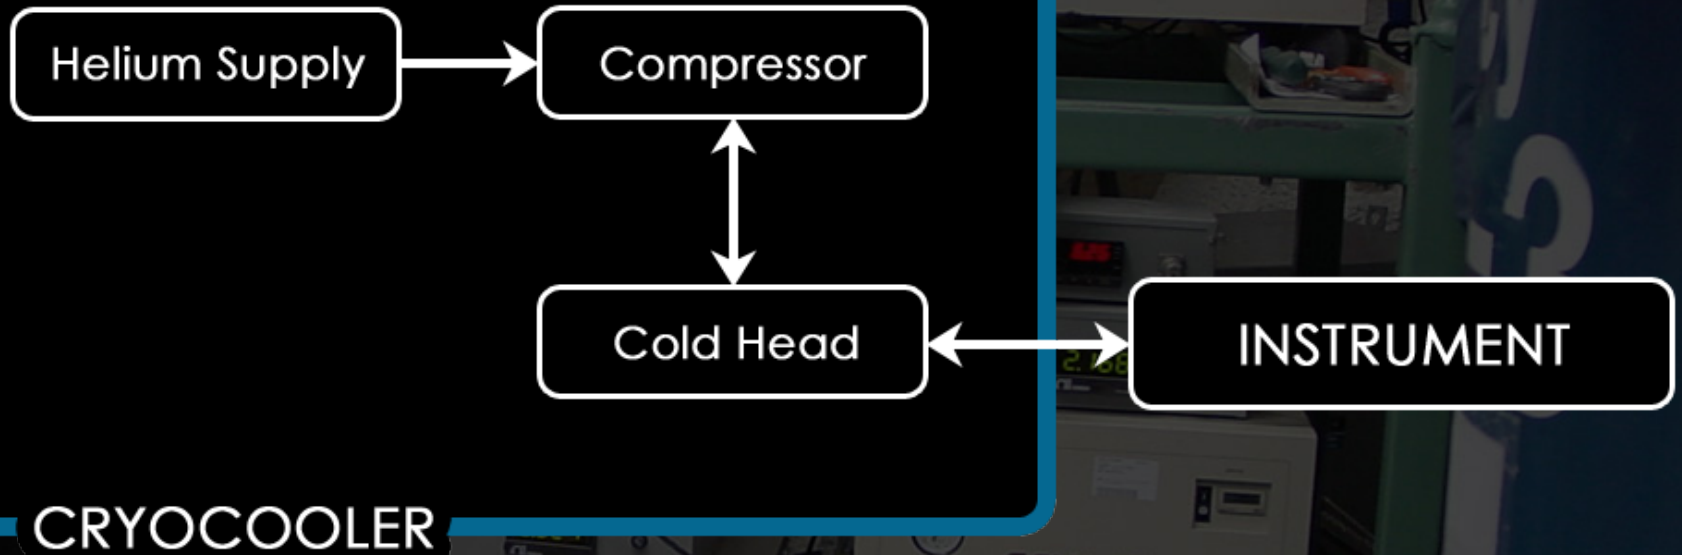 Helium Supply
Compressor
Cold Head
INSTRUMENT
CRYOCOOLER